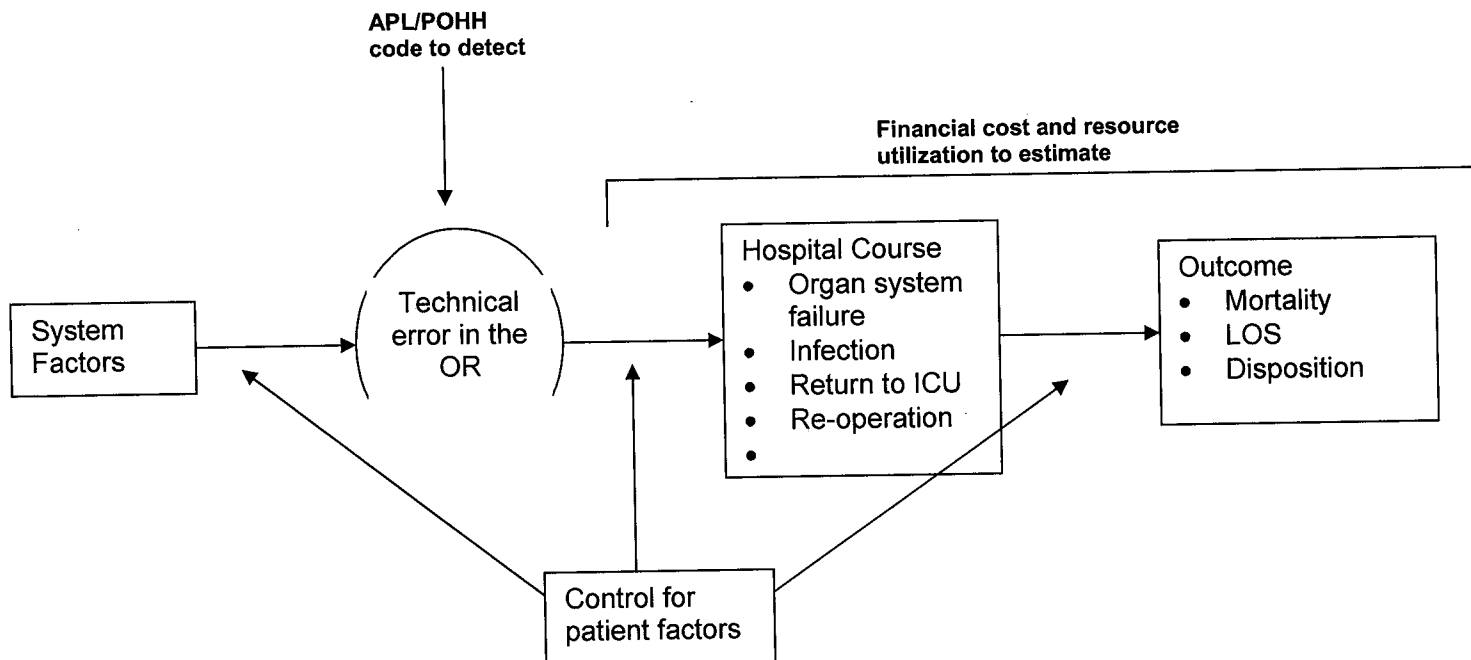 APL/POHH
code to detect
Financial cost and resource
utilization to estimate
System
Factors
Technical
error in the
OR
Hospital Course
• Organ system
failure
• Infection
• Return to ICU
• Re-operation
•
Outcome
• Mortality
• LOS
• Disposition
Control for
patient factors